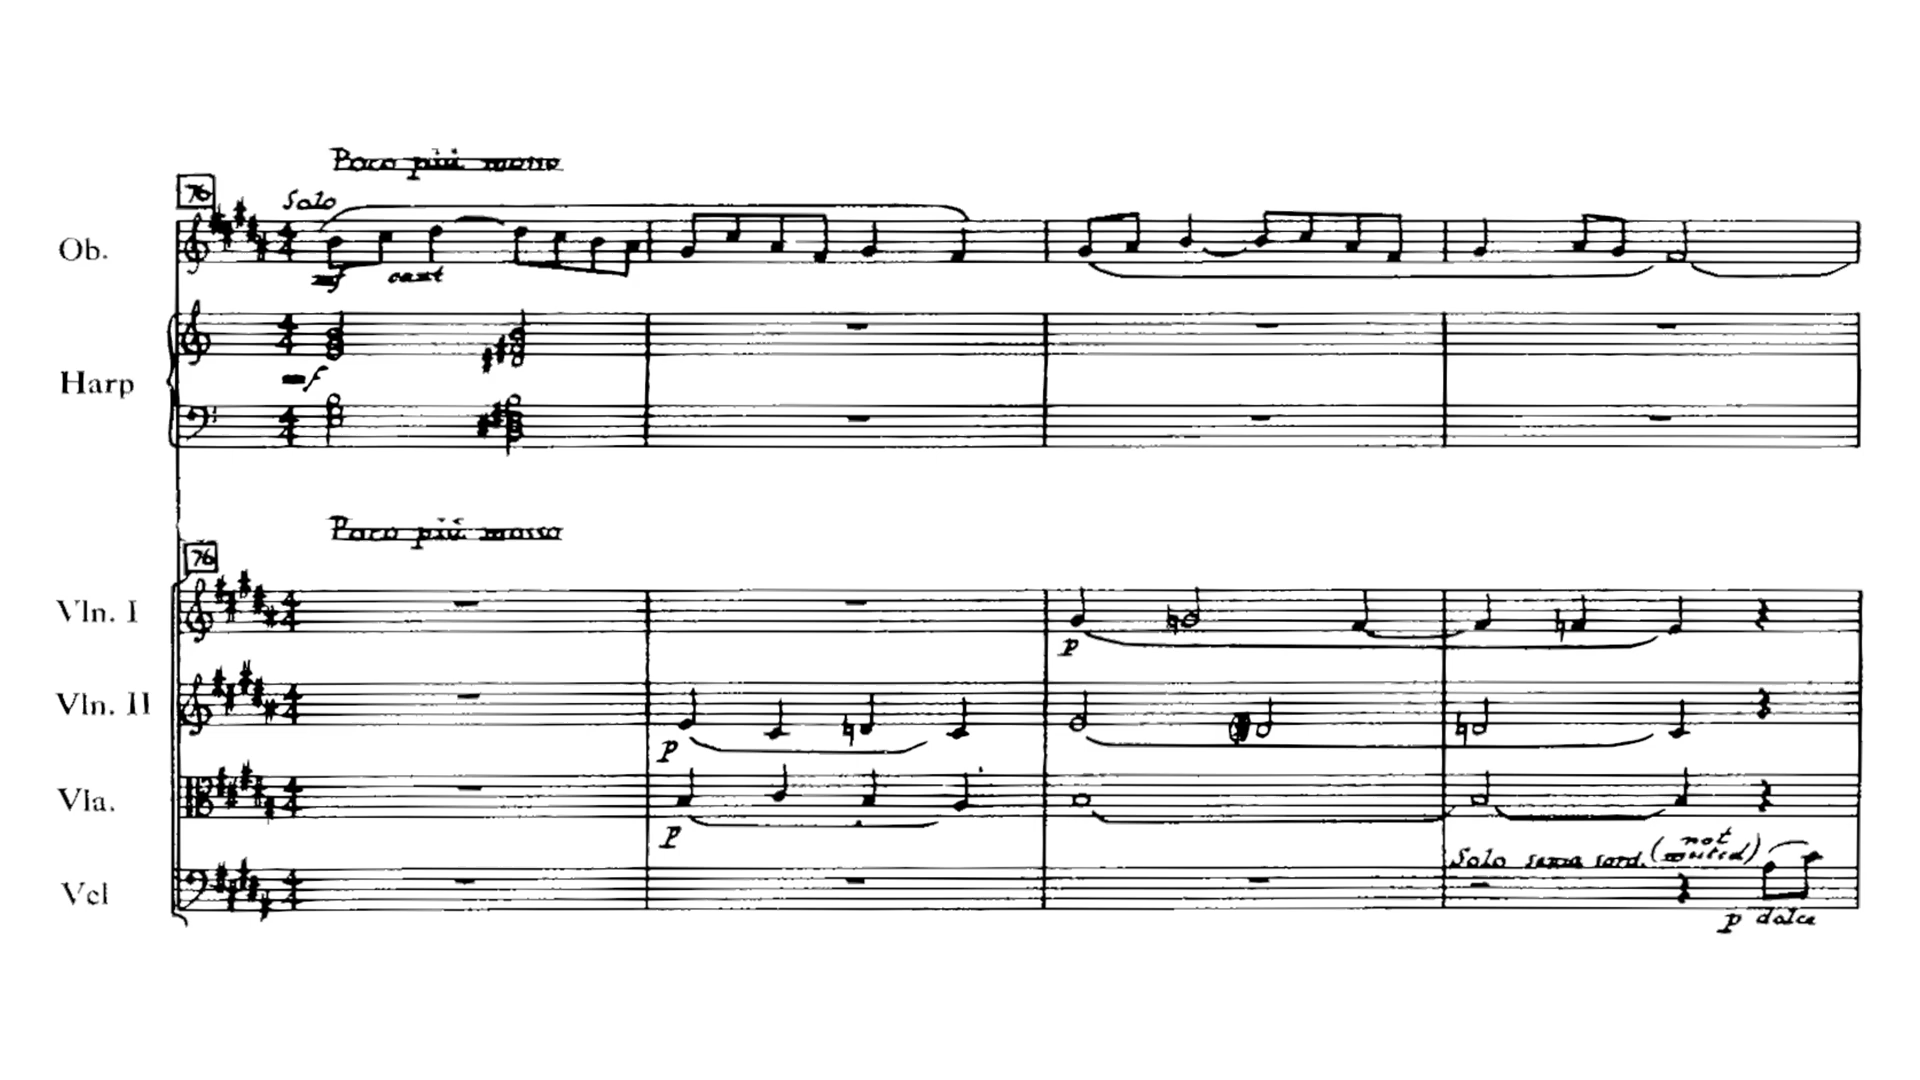 Poco più mosso
76
Solo
Ob.
mf cant
Harp
mf
Poco più mosso
76
Vln. I
p
Vln. II
p
Vla.
p
Solo senza sord. (not muted)
Vcl
p dolce